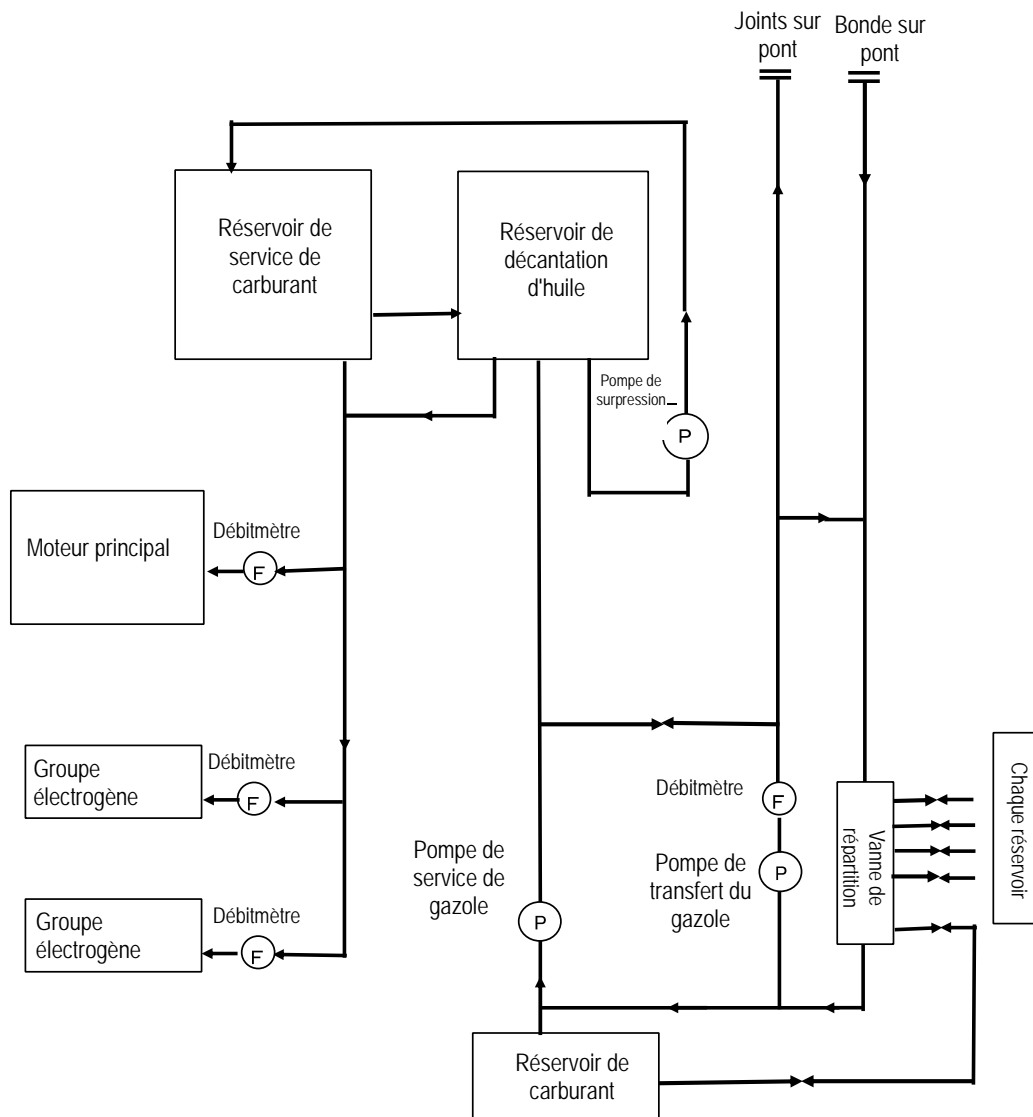 Joints sur
pont
Bonde sur
pont
Réservoir de
service de
carburant
Réservoir de
décantation
d'huile
Pompe de
surpression
P
Moteur principal
Débitmètre
F
Groupe
électrogène
Débitmètre
F
Débitmètre
F
Vanne de
répartition
Chaque réservoir
Pompe de
service de
gazole
P
Pompe de
transfert du
gazole
P
Groupe
électrogène
Débitmètre
F
Réservoir de
carburant